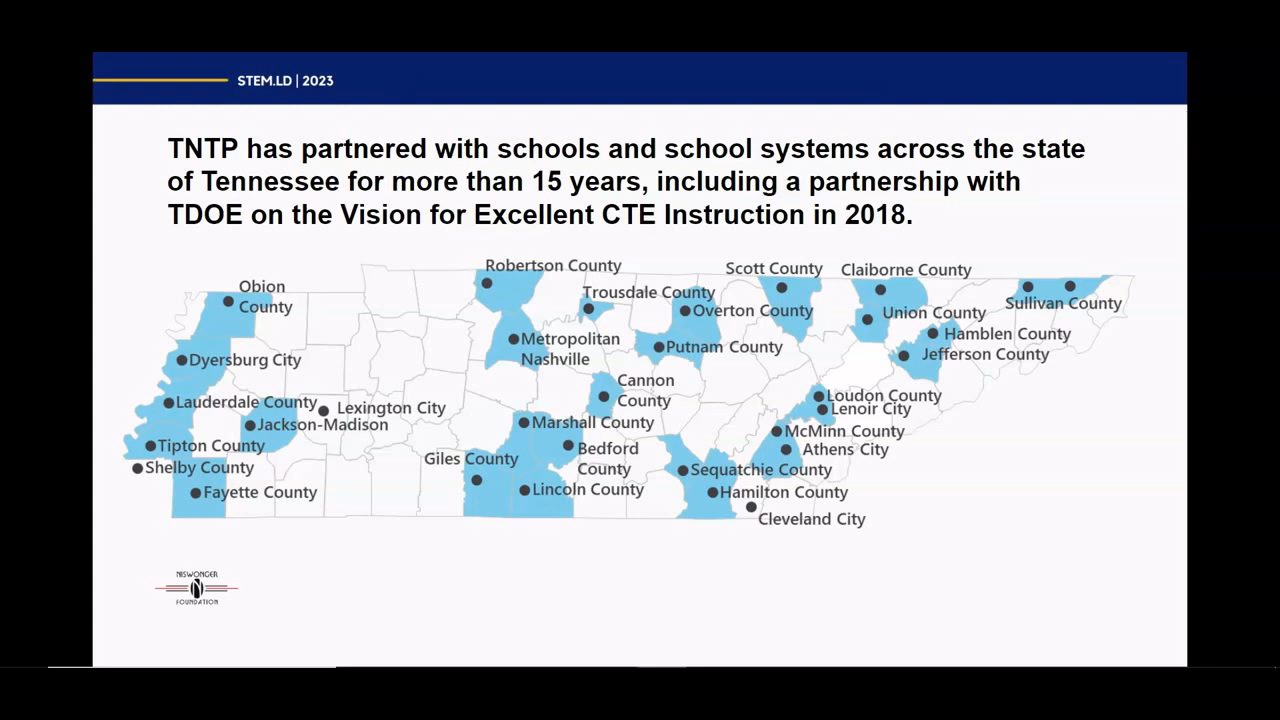 STEM.LD | 2023
TNTP has partnered with schools and school systems across the state
of Tennessee for more than 15 years, including a partnership with
TDOE on the Vision for Excellent CTE Instruction in 2018.
Robertson County
Scott County
Claiborne County
Obion
County
Trousdale County
Sullivan County
Overton County
Union County
Hamblen County
Metropolitan
Nashville
Putnam County
Jefferson County
Dyersburg City
Cannon
County
Loudon County
Lauderdale County
Lexington City
Lenoir City
Jackson-Madison
Marshall County
McMinn County
Tipton County
Bedford
County
Athens City
Giles County
Shelby County
Sequatchie County
Fayette County
Lincoln County
Hamilton County
Cleveland City
NISWONGER
N
FOUNDATION